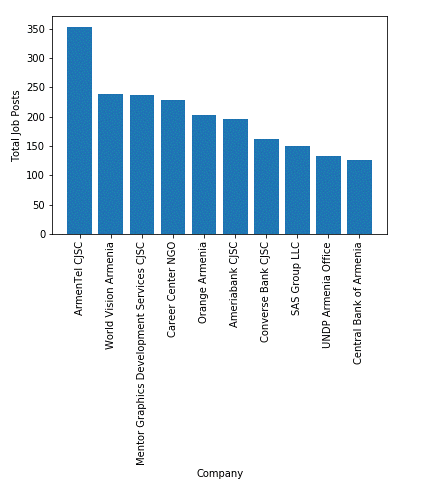 Total Job Posts
350
300
250
200
150
100
50
0
ArmenTel CJSC
World Vision Armenia
Mentor Graphics Development Services CJSC
Career Center NGO
Orange Armenia
Ameriabank CJSC
Converse Bank CJSC
SAS Group LLC
UNDP Armenia Office
Central Bank of Armenia
Company